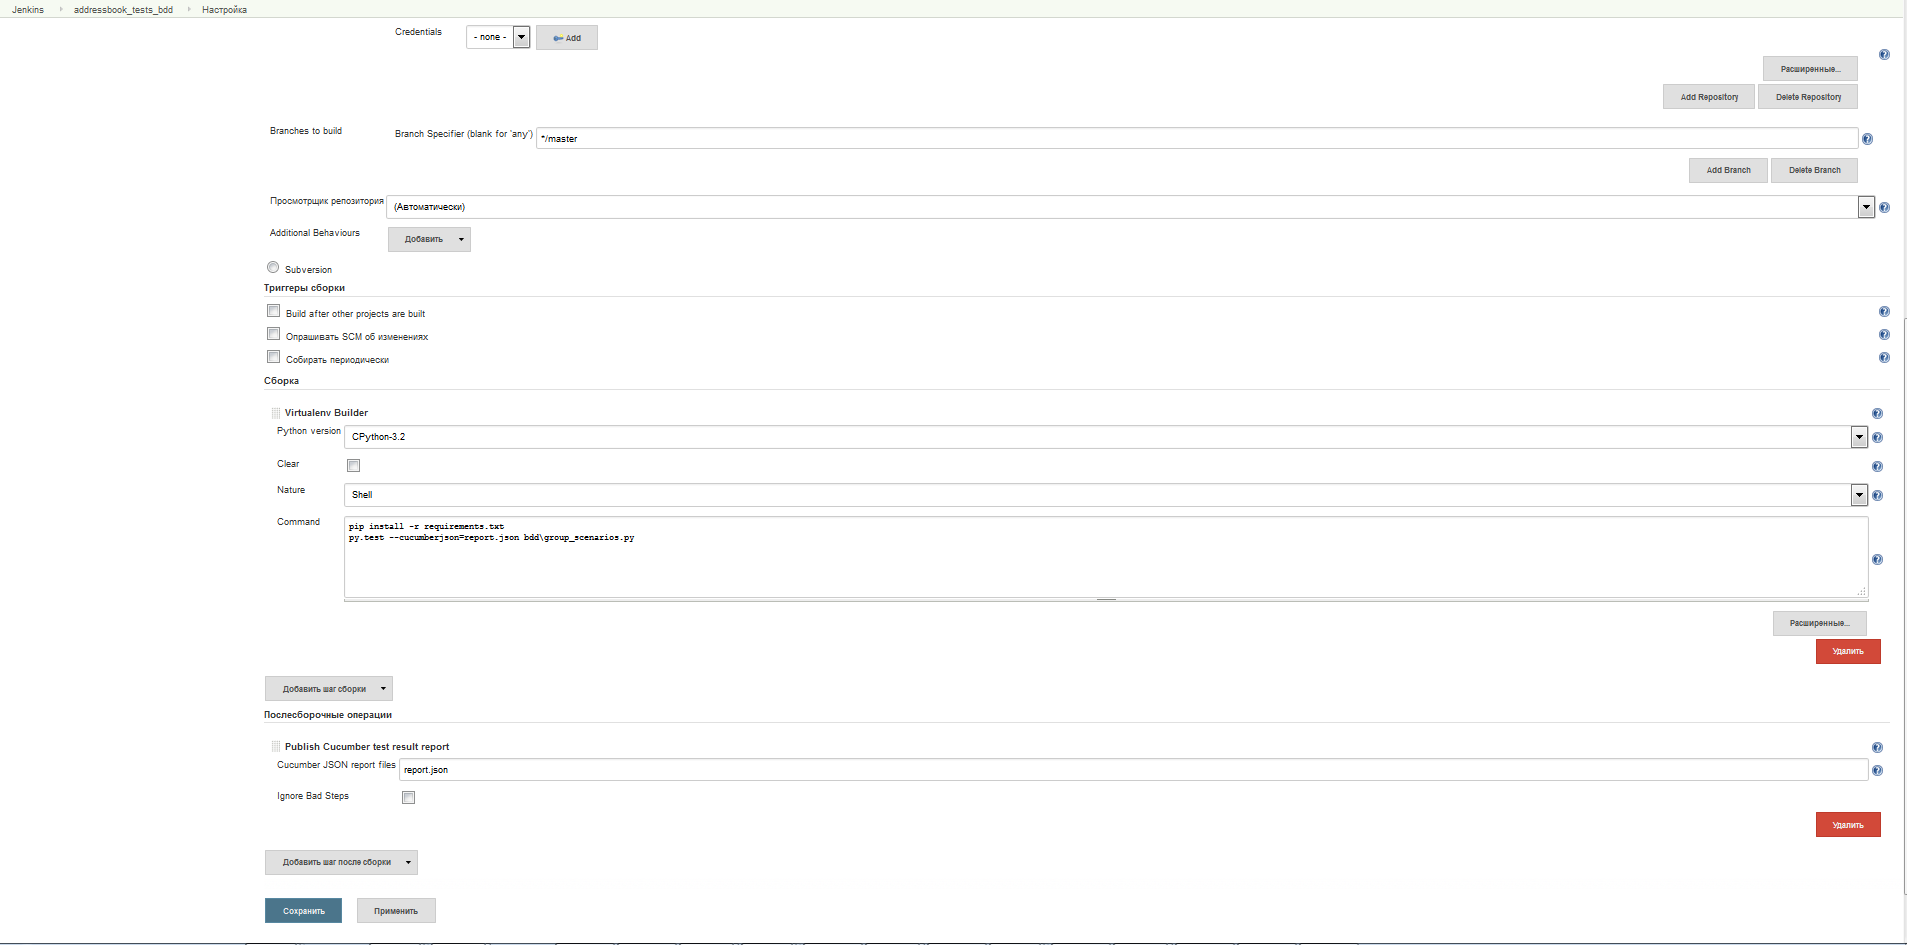 Jenkins addressbook_tests_bdd Настройка
Credentials - none - Add
Расширенные...
Add Repository Delete Repository
Branches to build Branch Specifier (blank for 'any') */master
Add Branch Delete Branch
Просмотрщик репозитория (Автоматически)
Additional Behaviours Добавить
Subversion
Триггеры сборки
Build after other projects are built
Опрашивать SCM об изменениях
Собирать периодически
Сборка
Virtualenv Builder
Python version CPython-3.2
Clear
Nature Shell
Command pip install -r requirements.txt
py.test --cucumberjson=report.json bdd\group_scenarios.py
Расширенные...
Удалить
Добавить шаг сборки
Послесборочные операции
Publish Cucumber test result report
Cucumber JSON report files report.json
Ignore Bad Steps
Удалить
Добавить шаг после сборки
Сохранить Применить